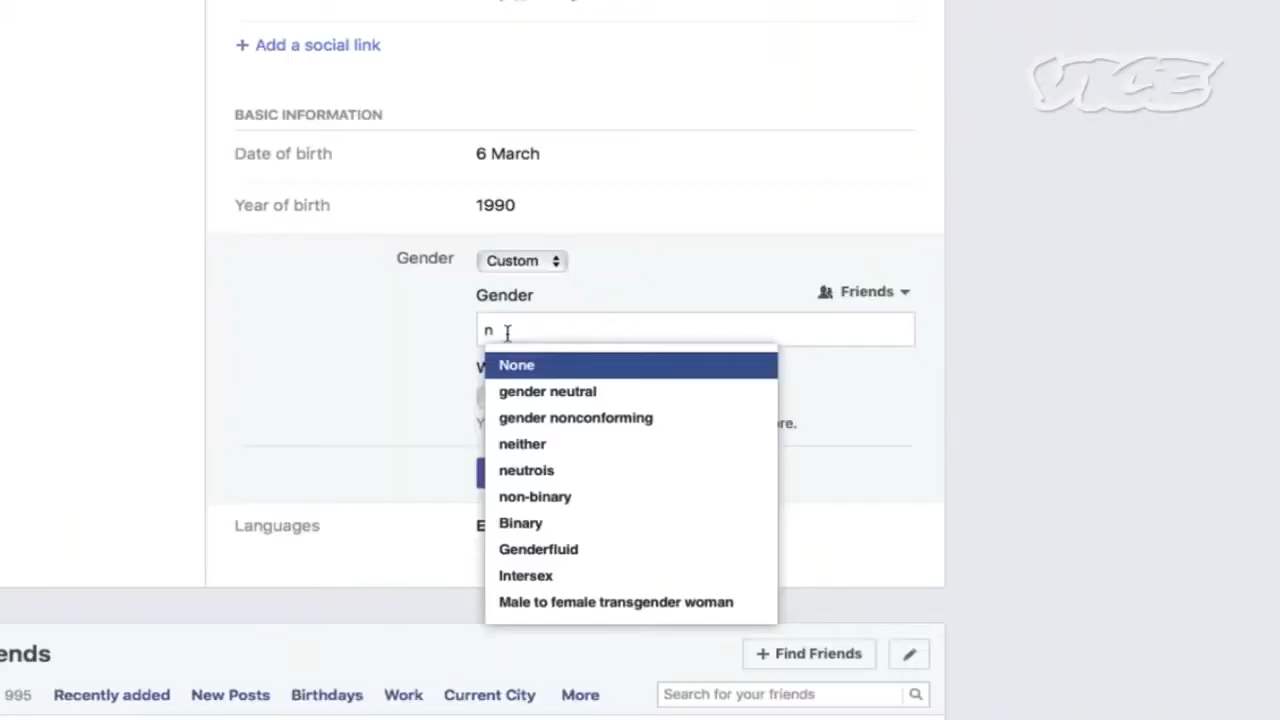 + Add a social link
VICE
BASIC INFORMATION
Date of birth 6 March
Year of birth 1990
Gender Custom
Gender Friends
n
None
gender neutral
gender nonconforming
neither
neutrois
non-binary
Binary
Genderfluid
Intersex
Male to female transgender woman
Languages
ends + Find Friends
995 Recently added New Posts Birthdays Work Current City More Search for your friends